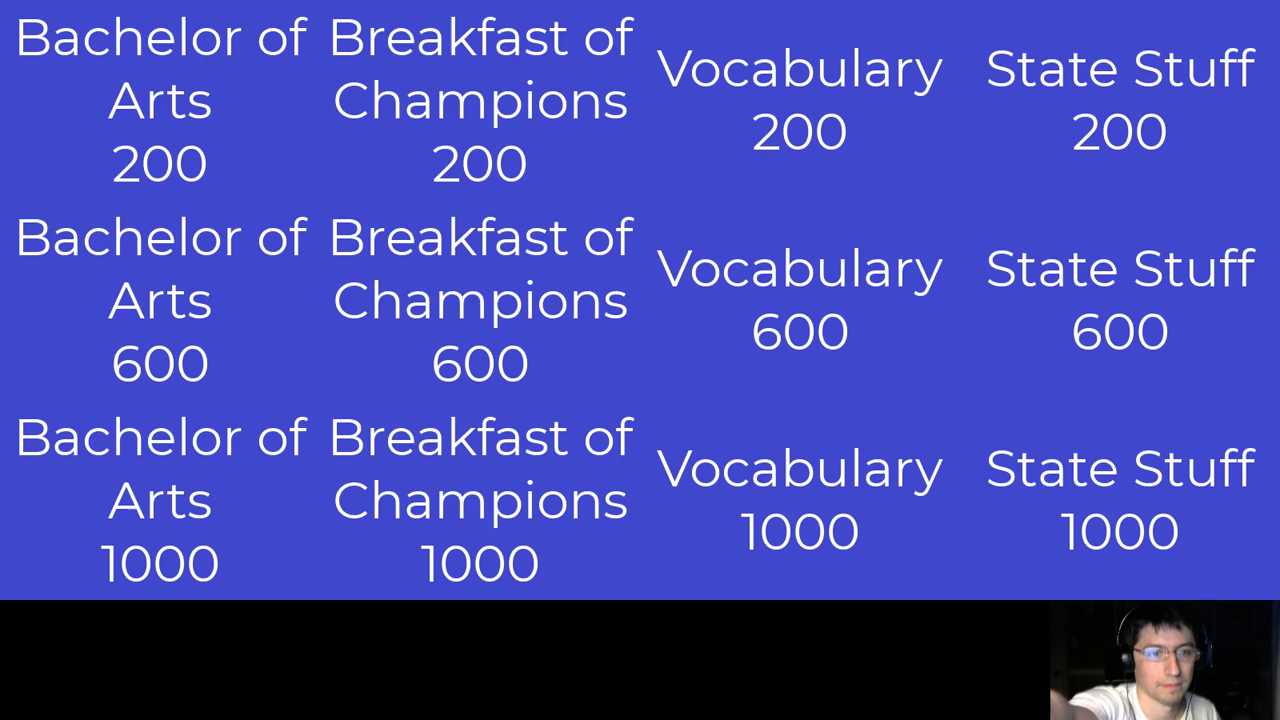 Bachelor of
Arts
200
Breakfast of
Champions
200
Vocabulary
200
State Stuff
200
Bachelor of
Arts
600
Breakfast of
Champions
600
Vocabulary
600
State Stuff
600
Bachelor of
Arts
1000
Breakfast of
Champions
1000
Vocabulary
1000
State Stuff
1000